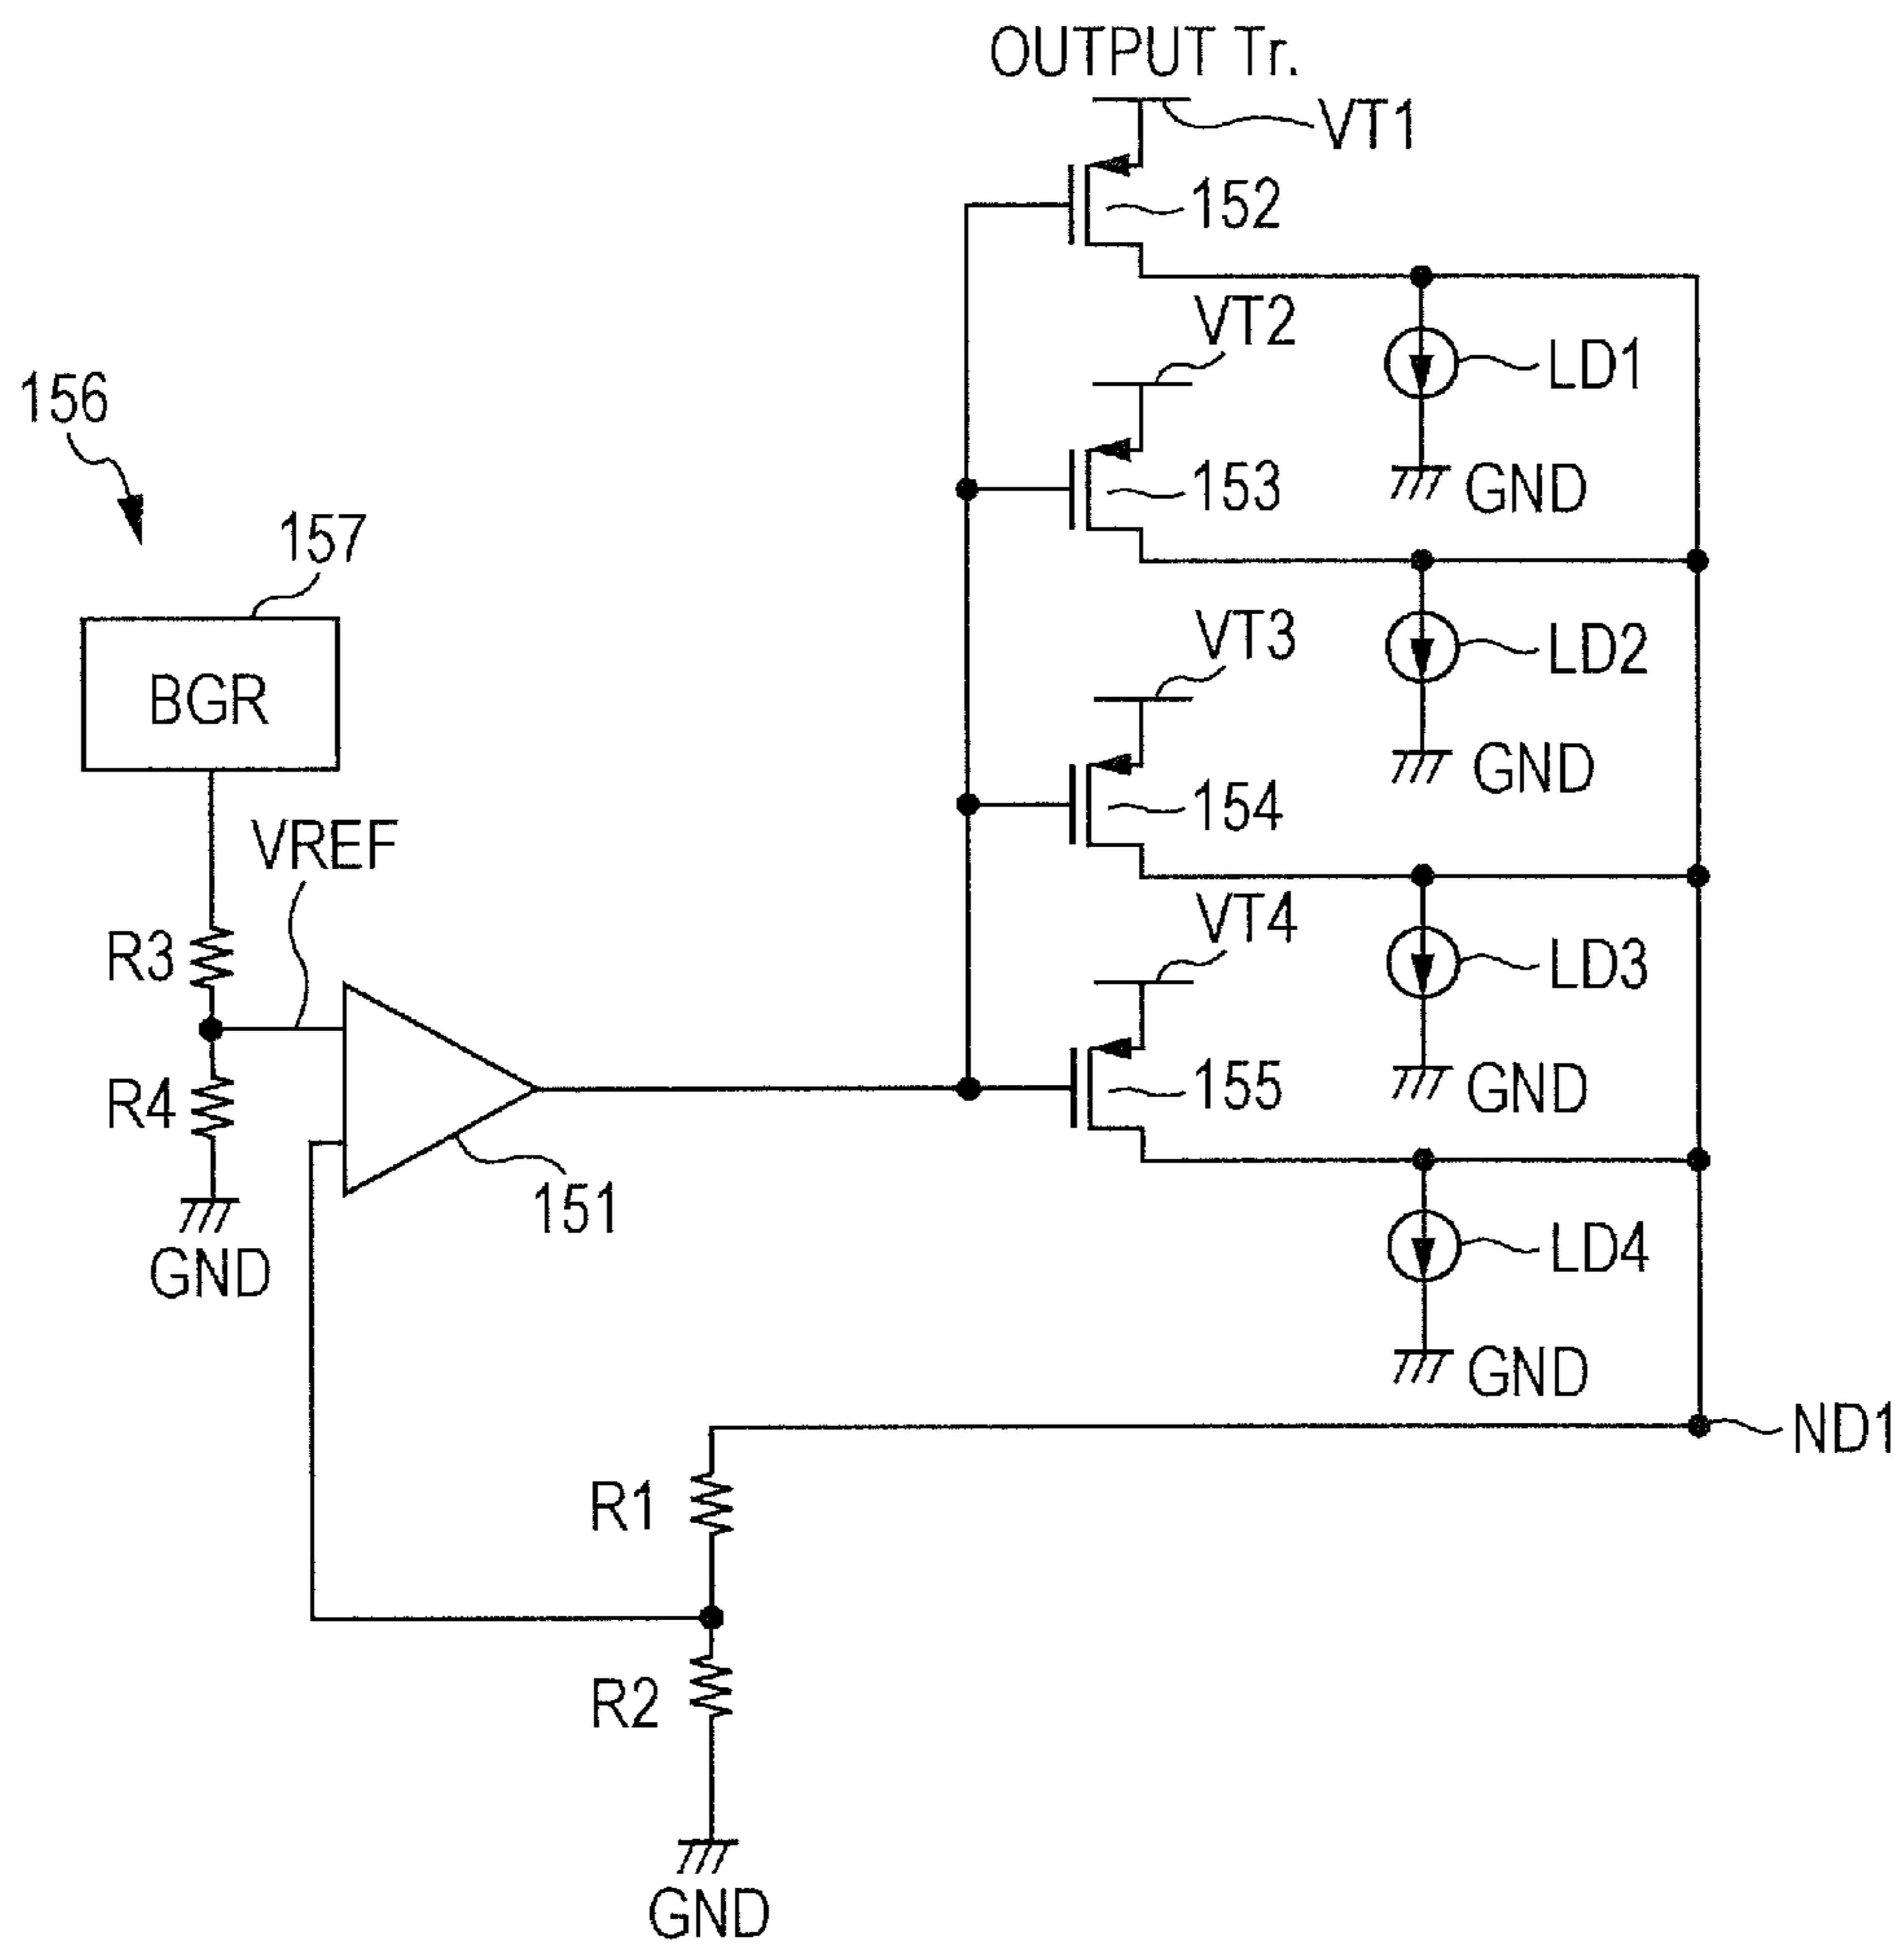 OUTPUT Tr.
VT1
152
VT2
LD1
156
153
GND
157
VT3
LD2
BGR
GND
154
VREF
VT4
R3
LD3
155
GND
R4
151
LD4
GND
GND
ND1
R1
R2
GND